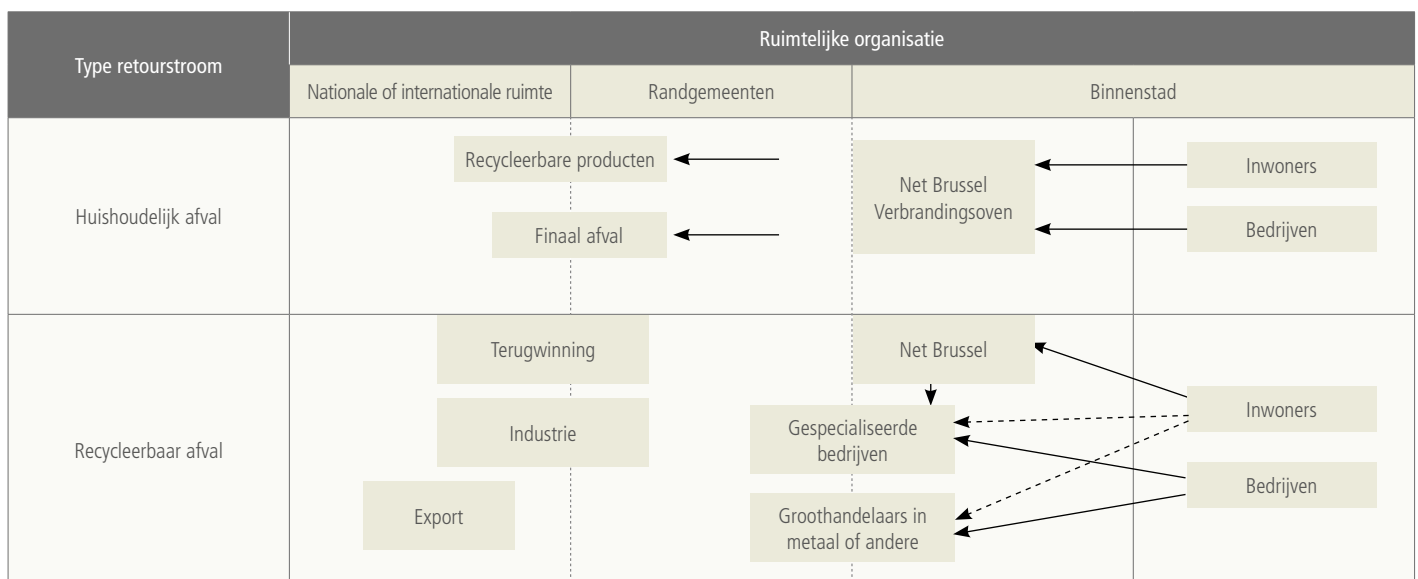 Type retourstroom
Ruimtelijke organisatie
Nationale of internationale ruimte
Randgemeenten
Binnenstad
Huishoudelijk afval
Recycleerbare producten
Finaal afval
Net Brussel
Verbrandingsoven
Inwoners
Bedrijven
Recycleerbaar afval
Terugwinning
Industrie
Export
Net Brussel
Gespecialiseerde
bedrijven
Groothandelaars in
metaal of andere
Inwoners
Bedrijven